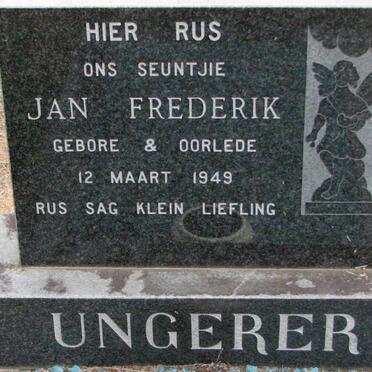 HIER RUS
ONS SEUNTJIE
JAN FREDERIK
GEBORE & OORLEDE
12 MAART 1949
RUS SAG KLEIN LIEFLING
UNGERER